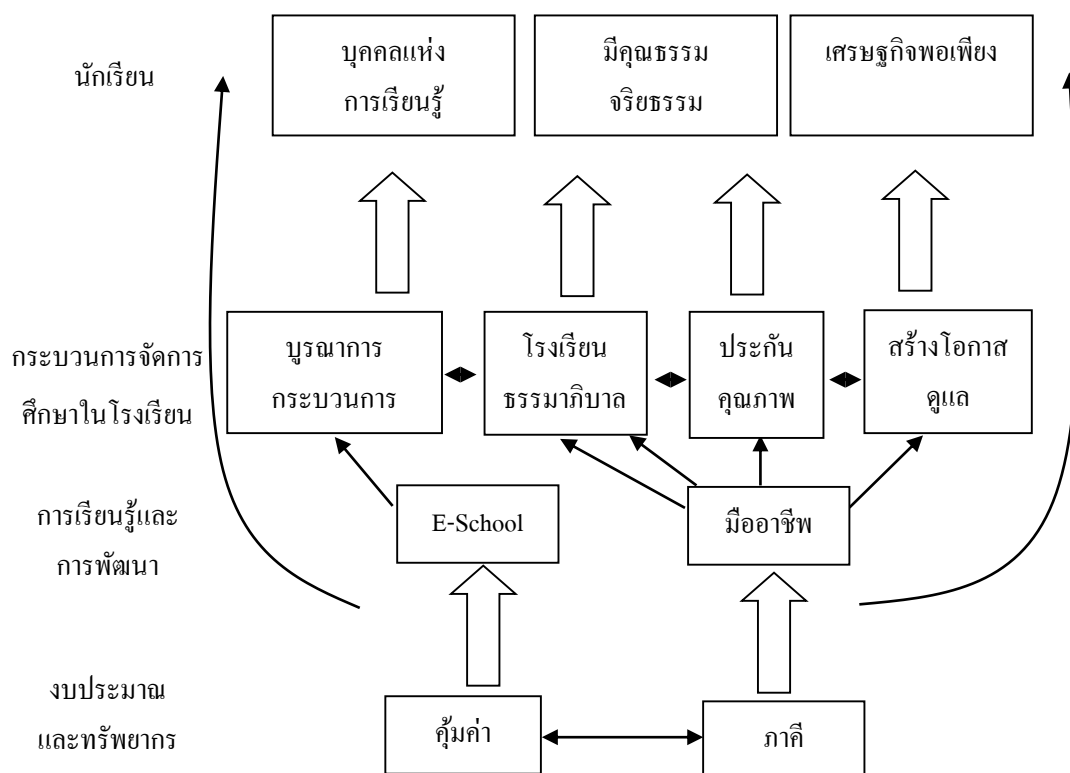 นักเรียน
บุคคลแห่ง
การเรียนรู้
มีคุณธรรม
จริยธรรม
เศรษฐกิจพอเพียง
กระบวนการจัดการ
ศึกษาในโรงเรียน
บูรณาการ
กระบวนการ
โรงเรียน
ธรรมาภิบาล
ประกัน
คุณภาพ
สร้างโอกาส
ดูแล
การเรียนรู้และ
การพัฒนา
E-School
มืออาชีพ
งบประมาณ
และทรัพยากร
คุ้มค่า
ภาคี